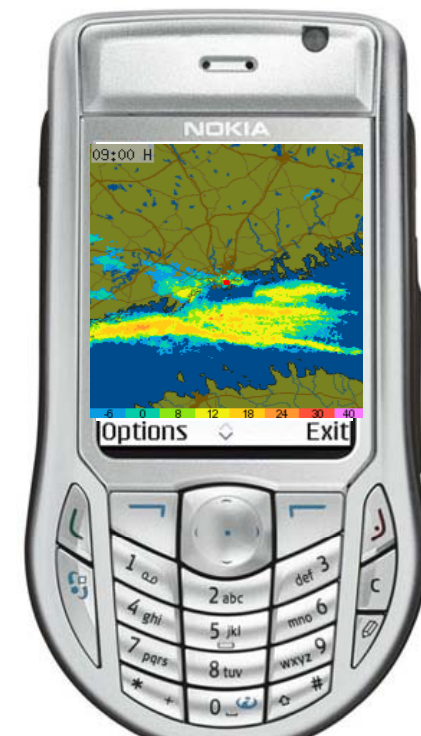 NOKIA
09:00 H
-6 0 8 12 18 24 30 40
Options Exit
1 2 abc def 3
4 ghi 5 jkl mno 6
7 pqrs 8 tuv wxyz 9
* + 0 #
C